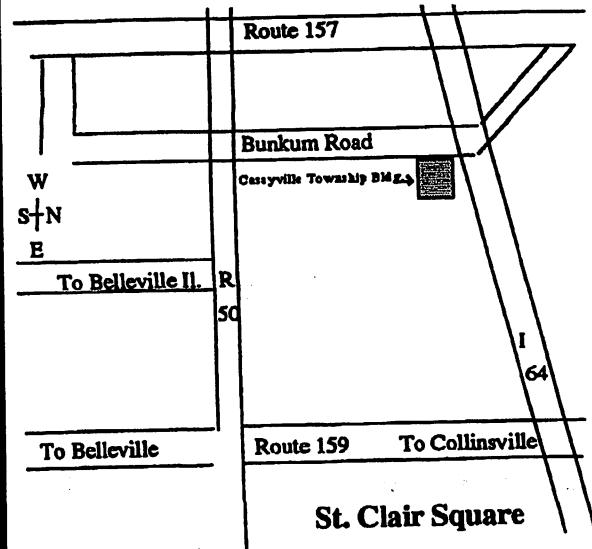 Route 157
Bunkum Road
Caseyville Township Bldg.
W
S N
E
To Belleville Il.
R
50
I
64
To Belleville
Route 159
To Collinsville
St. Clair Square